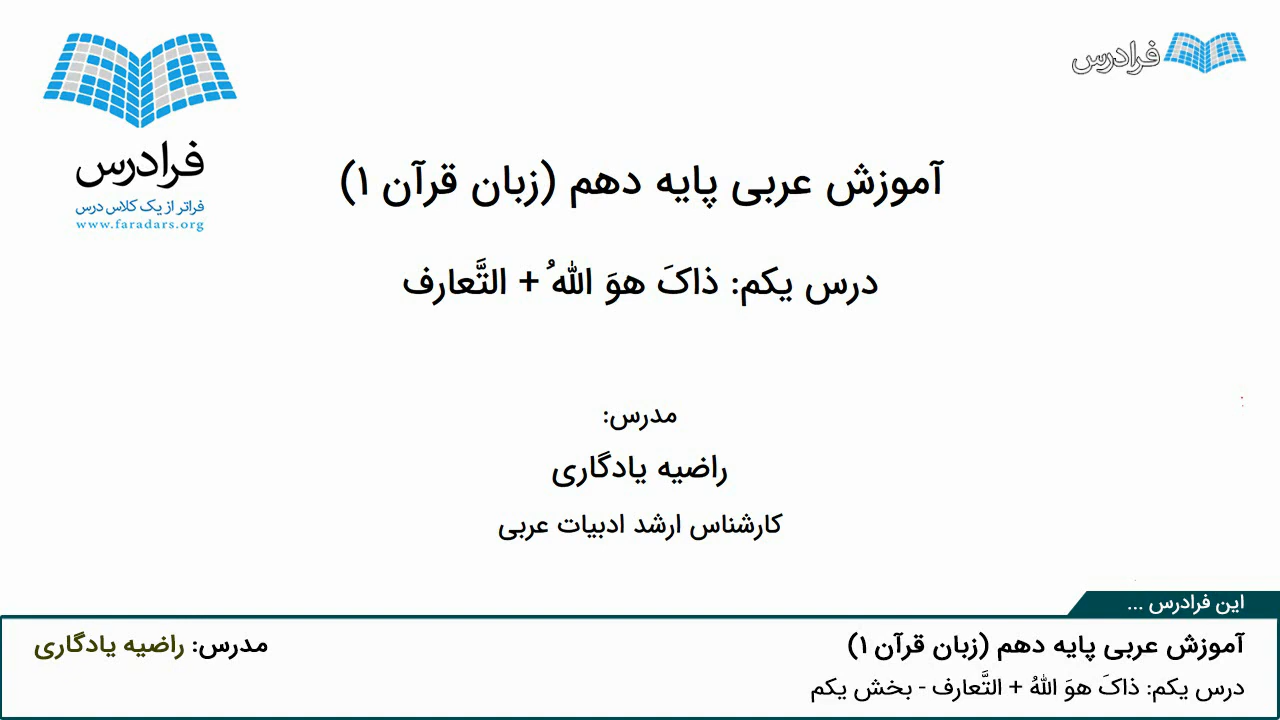 فرادرس
فرادرس
فراتر از یک کلاس درس
www.faradars.org
آموزش عربی پایه دهم (زبان قرآن ۱)
درس یکم: ذاکَ هوَ اللهُ + التَّعارف
مدرس:
راضیه یادگاری
کارشناس ارشد ادبیات عربی
این فرادرس ...
آموزش عربی پایه دهم (زبان قرآن ۱)
مدرس: راضیه یادگاری
درس یکم: ذاکَ هوَ اللهُ + التَّعارف - بخش یکم